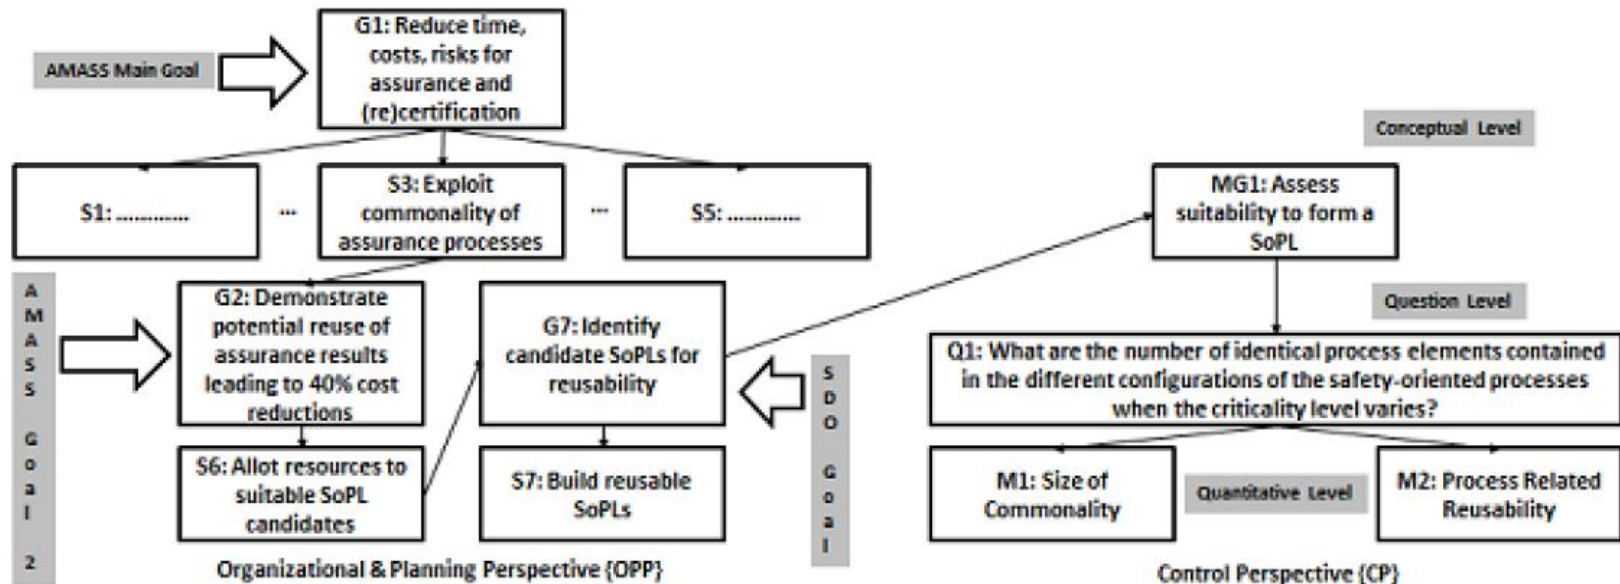 G1: Reduce time,
costs, risks for
assurance and
(re)certification
AMASS Main Goal
Conceptual Level
S1: .............
...
S3: Exploit
commonality of
assurance processes
...
S5: .............
MG1: Assess
suitability to form a
SoPL
AMASS Goal 2
G2: Demonstrate
potential reuse of
assurance results
leading to 40% cost
reductions
G7: Identify
candidate SoPLs for
reusability
SDO Goal
Question Level
Q1: What are the number of identical process elements contained
in the different configurations of the safety-oriented processes
when the criticality level varies?
S6: Allot resources to
suitable SoPL
candidates
S7: Build reusable
SoPLs
M1: Size of
Commonality
Quantitative Level
M2: Process Related
Reusability
Organizational & Planning Perspective {OPP}
Control Perspective {CP}